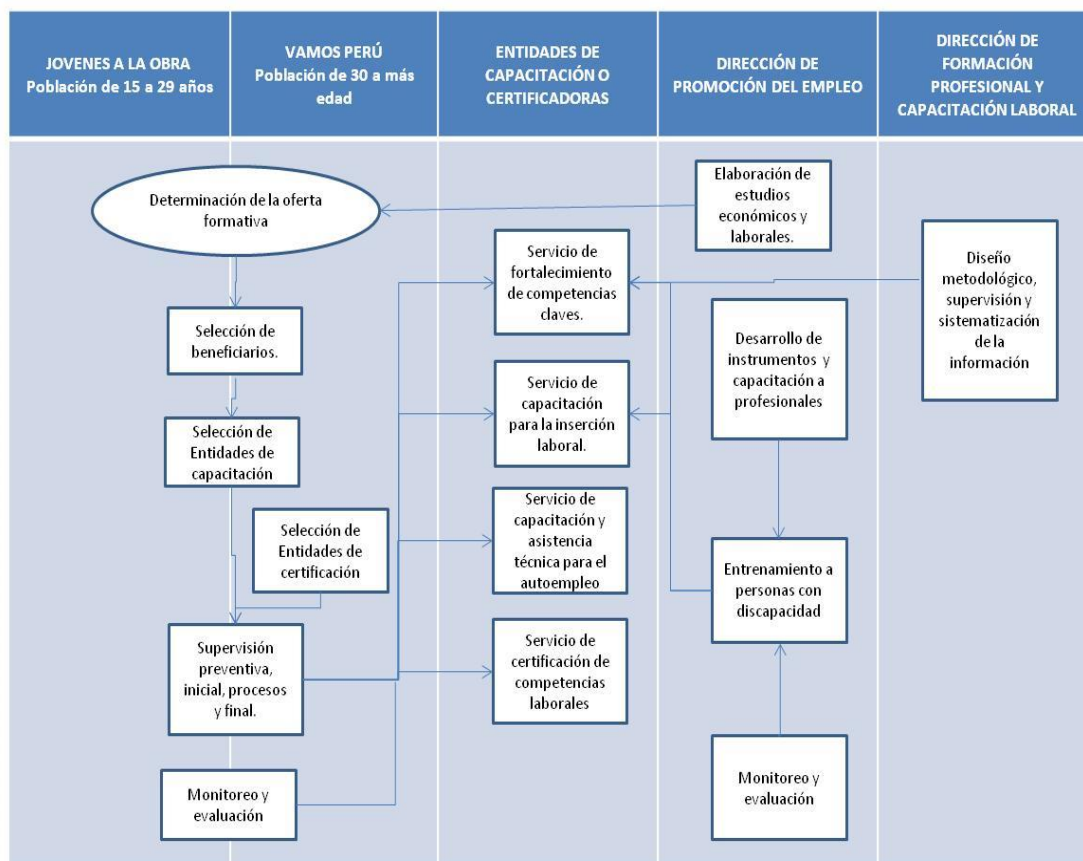 JOVENES A LA OBRA
Población de 15 a 29 años
VAMOS PERÚ
Población de 30 a más
edad
ENTIDADES DE
CAPACITACIÓN O
CERTIFICADORAS
DIRECCIÓN DE
PROMOCIÓN DEL EMPLEO
DIRECCIÓN DE
FORMACIÓN
PROFESIONAL Y
CAPACITACIÓN LABORAL
Determinación de la oferta
formativa
Selección de
beneficiarios.
Selección de
Entidades de
capacitación
Selección de
Entidades de
certificación
Supervisión
preventiva,
inicial, procesos
y final.
Monitoreo y
evaluación
Servicio de
fortalecimiento
de competencias
claves.
Servicio de
capacitación
para la inserción
laboral.
Servicio de
capacitación y
asistencia
técnica para el
autoempleo
Servicio de
certificación de
competencias
laborales
Elaboración de
estudios
económicos y
laborales.
Desarrollo de
instrumentos y
capacitación a
profesionales
Entrenamiento a
personas con
discapacidad
Monitoreo y
evaluación
Diseño
metodológico,
supervisión y
sistematización
de la
información